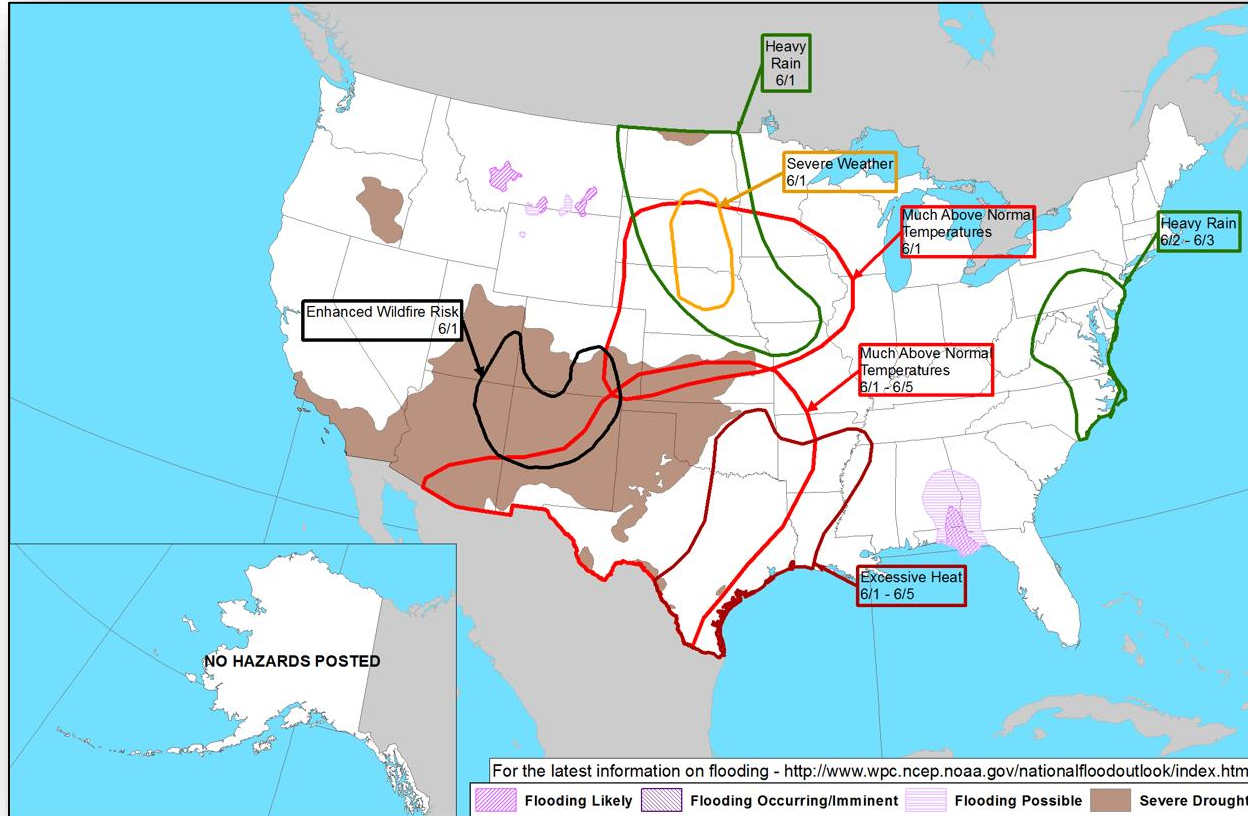 Heavy
Rain
6/1
Severe Weather
6/1
Much Above Normal
Temperatures
6/1
Heavy Rain
6/2 - 6/3
Enhanced Wildfire Risk
6/1
Much Above Normal
Temperatures
6/1 - 6/5
Excessive Heat
6/1 - 6/5
NO HAZARDS POSTED
For the latest information on flooding - http://www.wpc.ncep.noaa.gov/nationalfloodoutlook/index.htm
Flooding Likely
Flooding Occurring/Imminent
Flooding Possible
Severe Drought